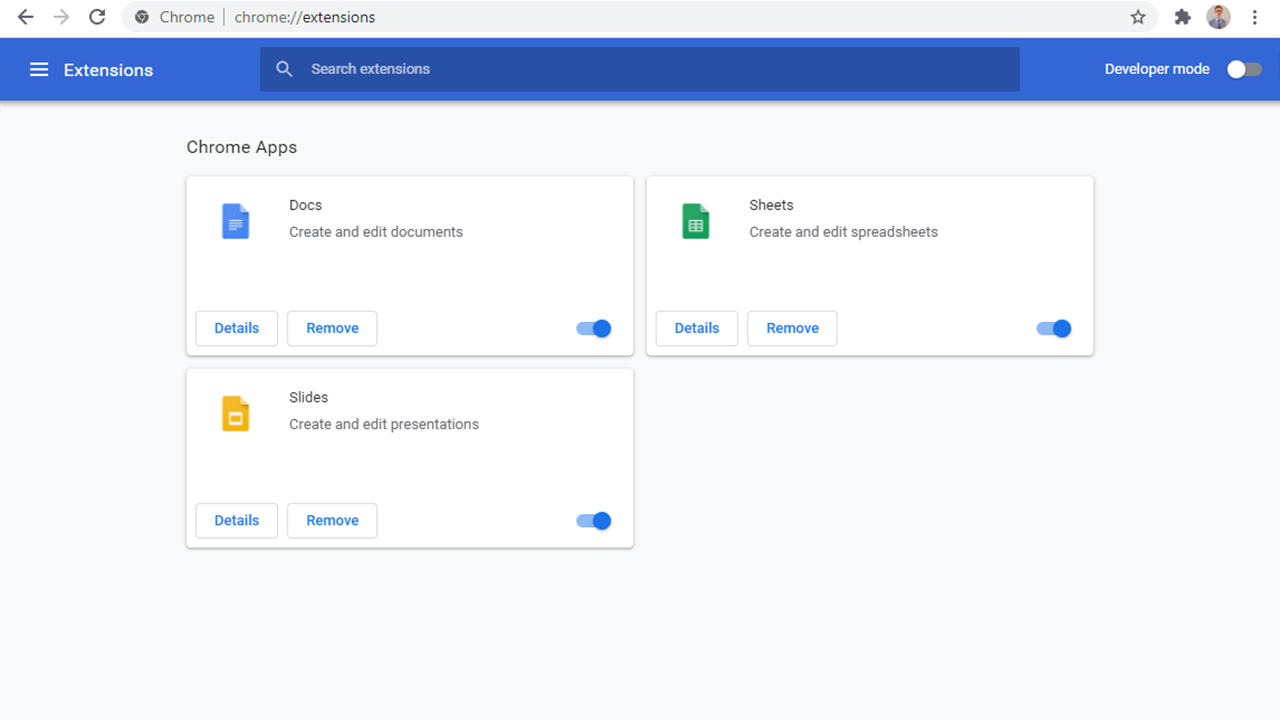 Chrome chrome://extensions
Extensions Search extensions Developer mode
Chrome Apps
Docs
Create and edit documents
Details Remove
Sheets
Create and edit spreadsheets
Details Remove
Slides
Create and edit presentations
Details Remove